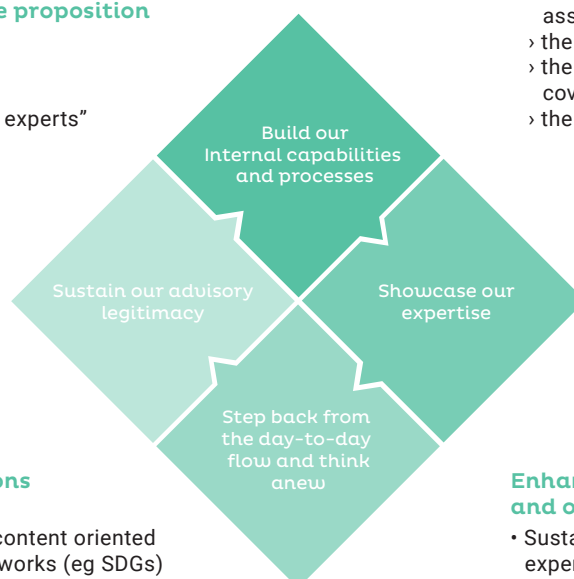 e proposition
experts”
ass
› the
› the
cov
› the
Build our
Internal capabilities
and processes
Sustain our advisory
legitimacy
Showcase our
expertise
Step back from
the day-to-day
flow and think
anew
ons
content oriented
works (eg SDGs)
Enhan
and o
• Susta
exper